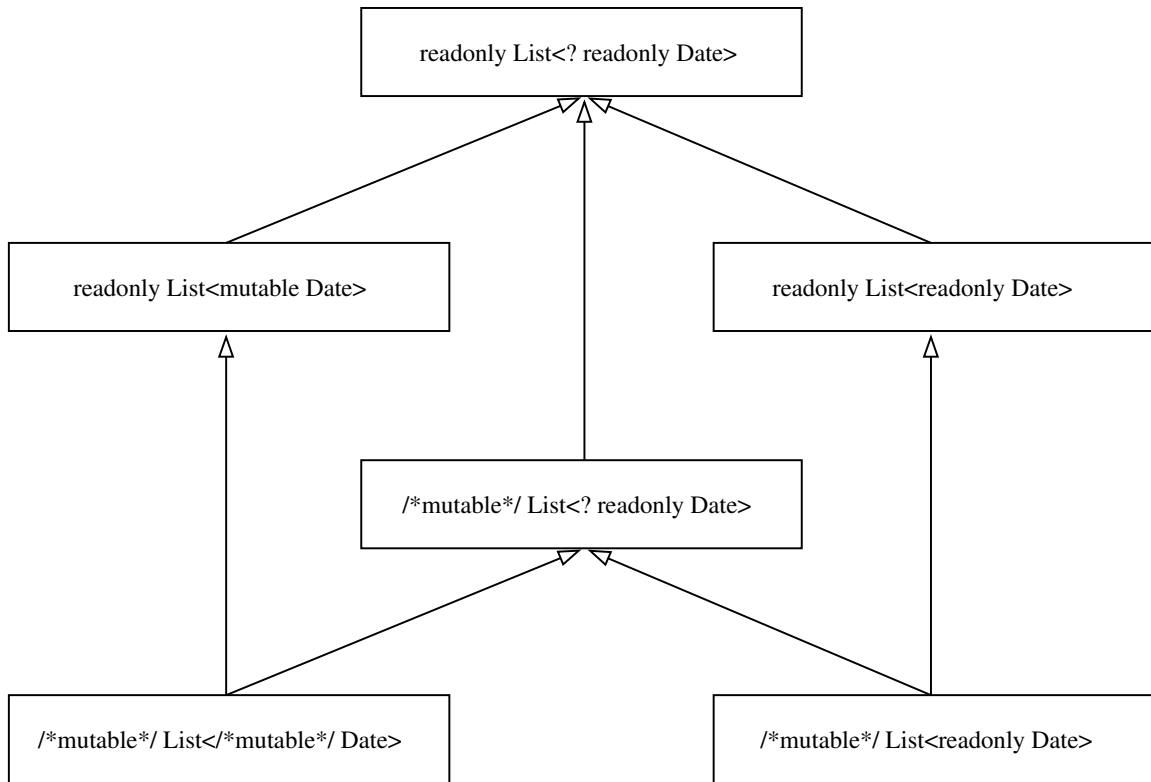 readonly List<? readonly Date>
readonly List<mutable Date>
readonly List<readonly Date>
/*mutable*/ List<? readonly Date>
/*mutable*/ List</*mutable*/ Date>
/*mutable*/ List<readonly Date>